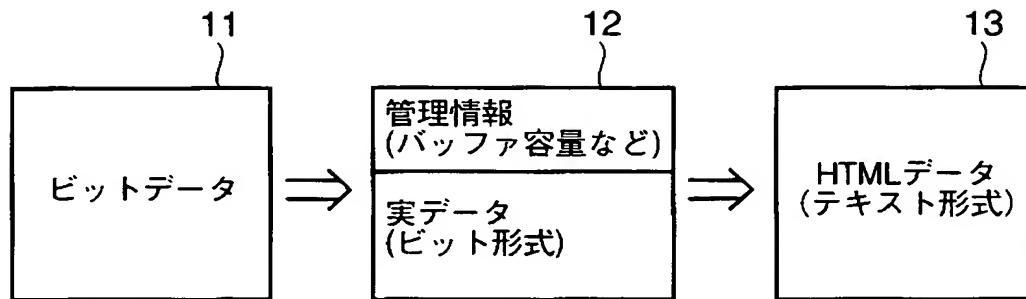 11
12
13
ビットデータ
管理情報
(バッファ容量など)
実データ
(ビット形式)
HTMLデータ
(テキスト形式)